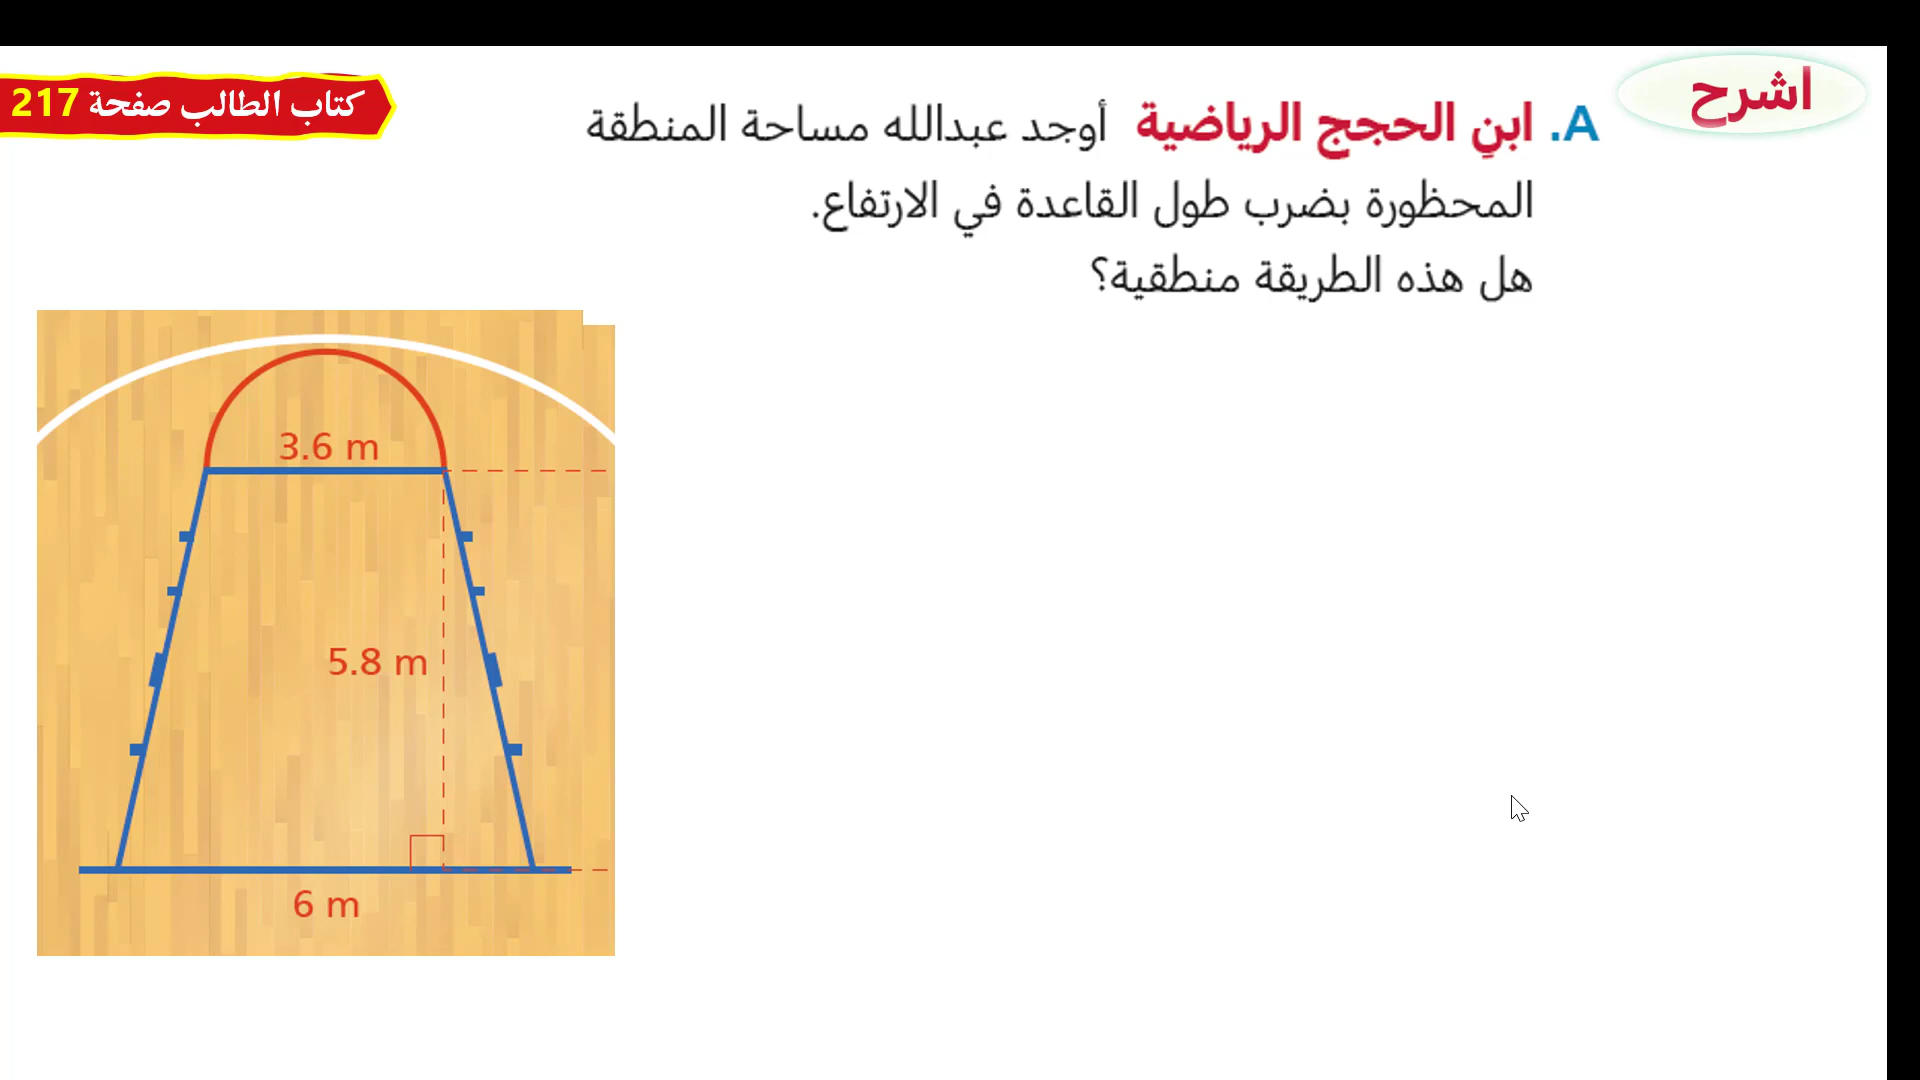 اشرح
كتاب الطالب صفحة 217
A. ابنِ الحجج الرياضية أوجد عبدالله مساحة المنطقة
المحظورة بضرب طول القاعدة في الارتفاع.
هل هذه الطريقة منطقية؟
3.6 m
5.8 m
6 m